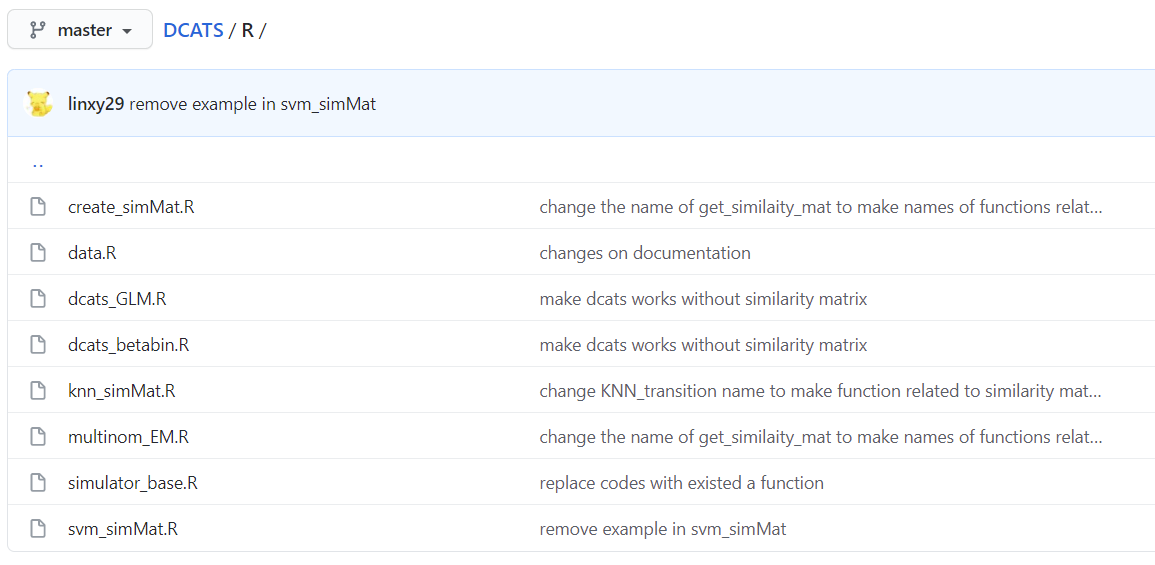 master DCATS / R /
linxy29 remove example in svm_simMat
..
create_simMat.R change the name of get_similaity_mat to make names of functions relat...
data.R changes on documentation
dcats_GLM.R make dcats works without similarity matrix
dcats_betabin.R make dcats works without similarity matrix
knn_simMat.R change KNN_transition name to make function related to similarity mat...
multinom_EM.R change the name of get_similaity_mat to make names of functions relat...
simulator_base.R replace codes with existed a function
svm_simMat.R remove example in svm_simMat